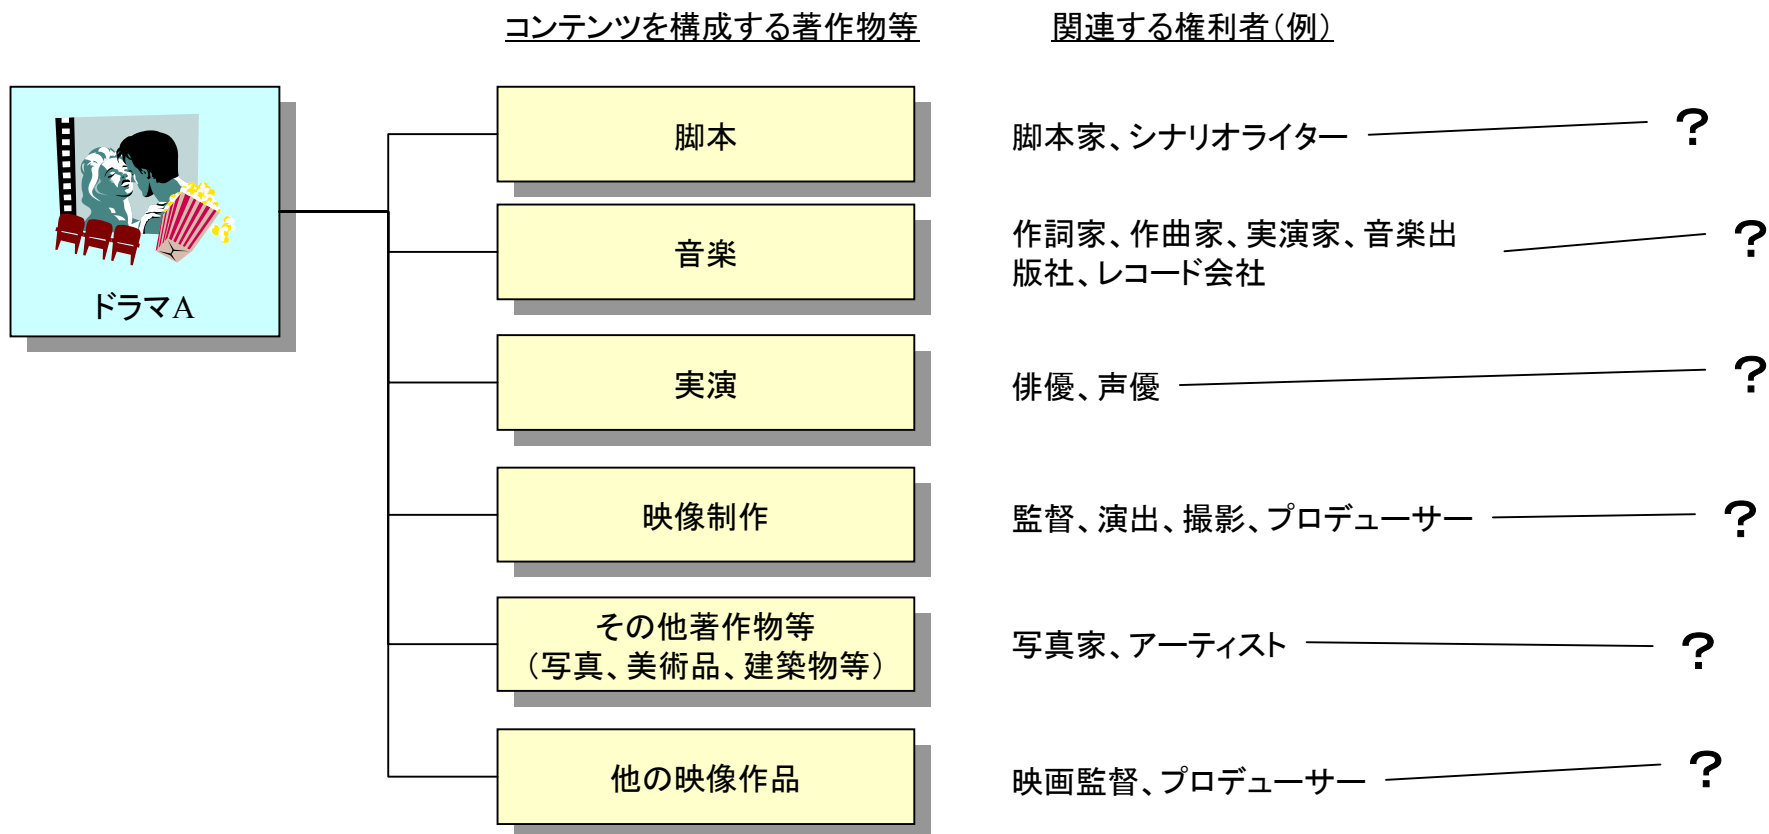 コンテンツを構成する著作物等
関連する権利者(例)
ドラマA
脚本
脚本家、シナリオライター
?
音楽
作詞家、作曲家、実演家、音楽出
版社、レコード会社
?
実演
俳優、声優
?
映像制作
監督、演出、撮影、プロデューサー
?
その他著作物等
(写真、美術品、建築物等)
写真家、アーティスト
?
他の映像作品
映画監督、プロデューサー
?